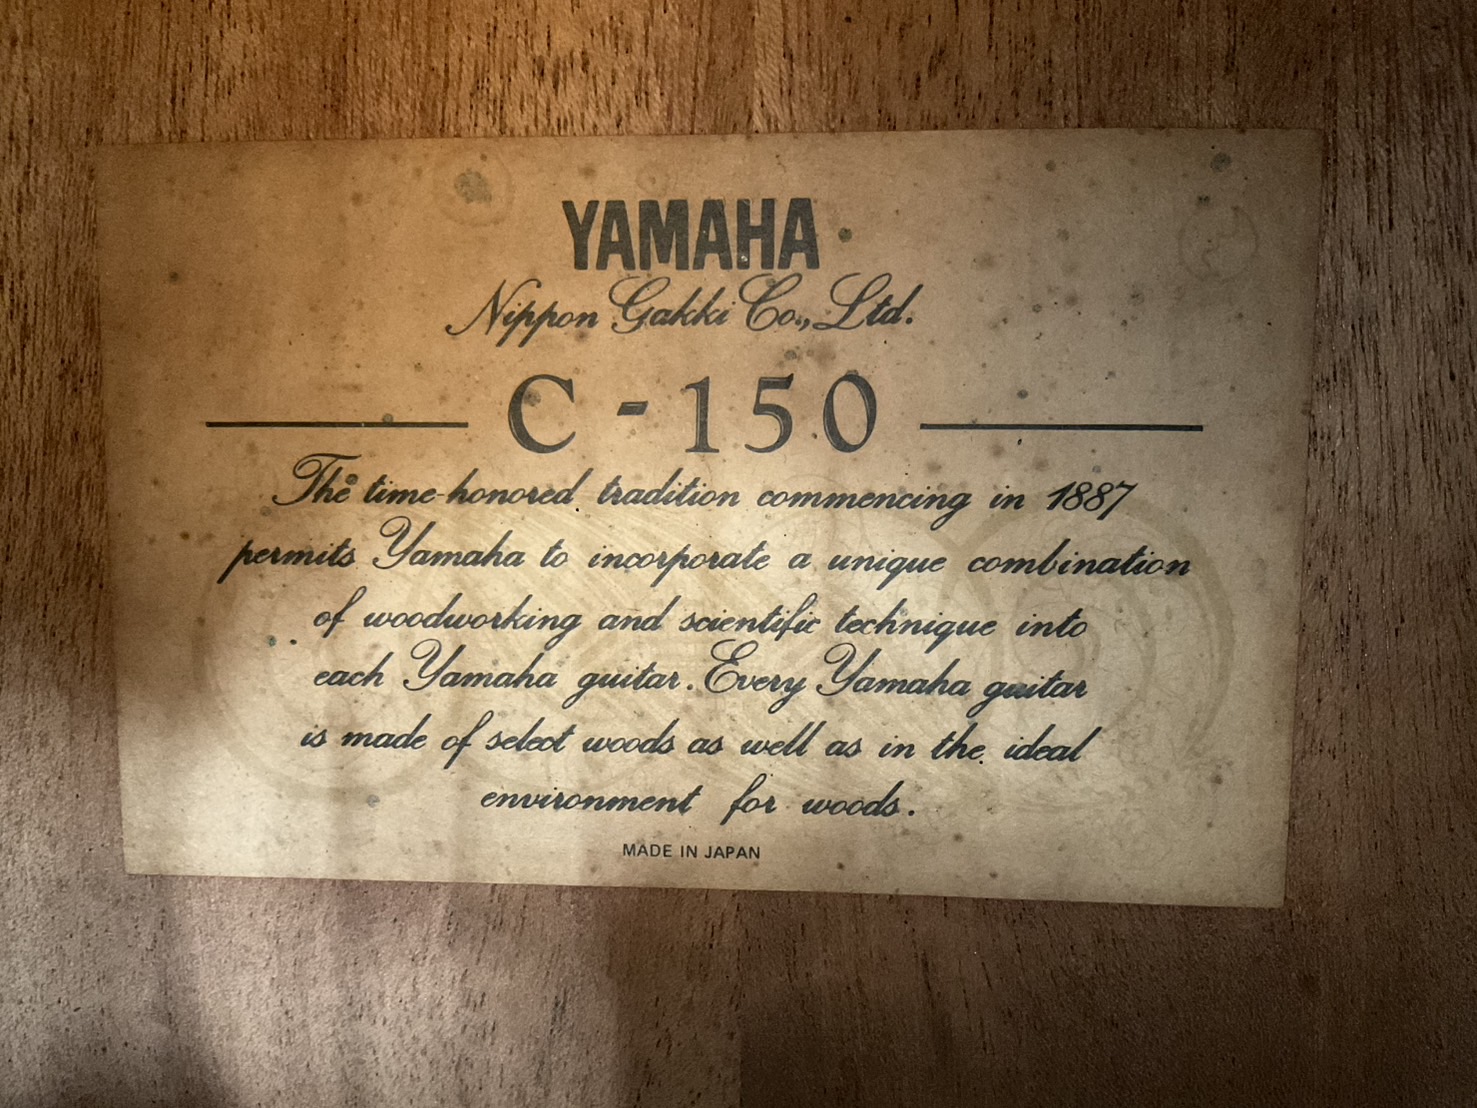 YAMAHA
Nippon Gakki Co., Ltd.
C - 150
The time-honored tradition commencing in 1887
permits Yamaha to incorporate a unique combination
of woodworking and scientific technique into
each Yamaha guitar. Every Yamaha guitar
is made of select woods as well as in the ideal
environment for woods.
MADE IN JAPAN